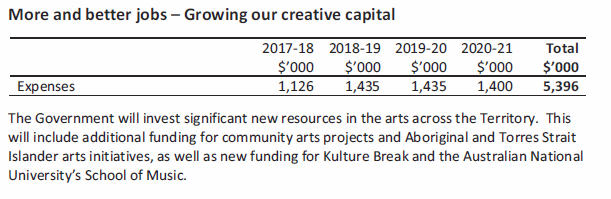 More and better jobs – Growing our creative capital
2017-18 2018-19 2019-20 2020-21 Total
$'000 $'000 $'000 $'000 $'000
Expenses 1,126 1,435 1,435 1,400 5,396
The Government will invest significant new resources in the arts across the Territory. This
will include additional funding for community arts projects and Aboriginal and Torres Strait
Islander arts initiatives, as well as new funding for Kulture Break and the Australian National
University's School of Music.